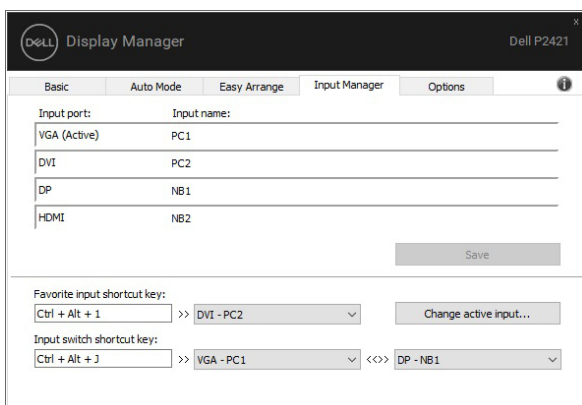 DELL Display Manager Dell P2421
Basic Auto Mode Easy Arrange Input Manager Options
Input port: Input name:
VGA (Active) PC1
DVI PC2
DP NB1
HDMI NB2
Save
Favorite input shortcut key:
Ctrl + Alt + 1 >> DVI - PC2 Change active input...
Input switch shortcut key:
Ctrl + Alt + J >> VGA - PC1 <<>> DP - NB1